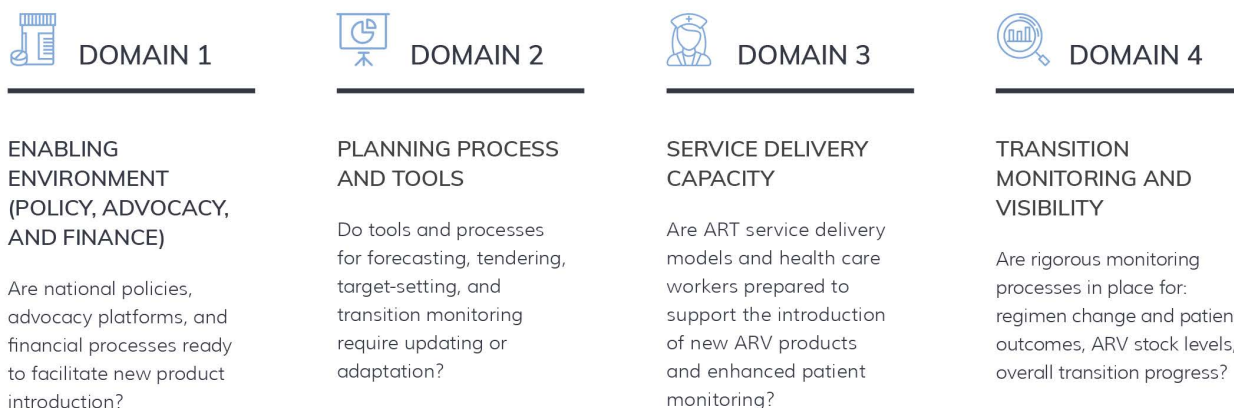 DOMAIN 1
ENABLING
ENVIRONMENT
(POLICY, ADVOCACY,
AND FINANCE)
Are national policies,
advocacy platforms, and
financial processes ready
to facilitate new product
introduction?
DOMAIN 2
PLANNING PROCESS
AND TOOLS
Do tools and processes
for forecasting, tendering,
target-setting, and
transition monitoring
require updating or
adaptation?
DOMAIN 3
SERVICE DELIVERY
CAPACITY
Are ART service delivery
models and health care
workers prepared to
support the introduction
of new ARV products
and enhanced patient
monitoring?
DOMAIN 4
TRANSITION
MONITORING AND
VISIBILITY
Are rigorous monitoring
processes in place for:
regimen change and patien
outcomes, ARV stock levels,
overall transition progress?